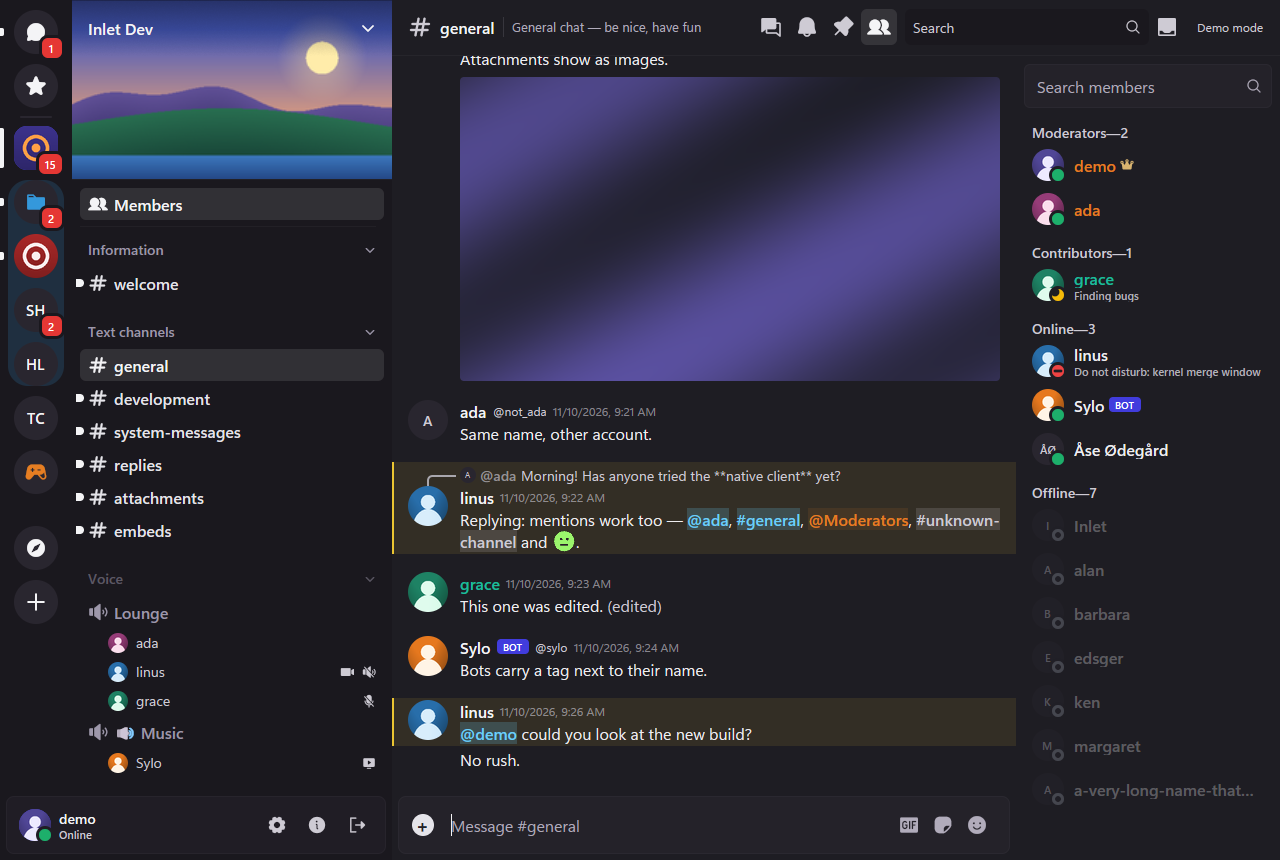 1
15
2
SH
2
HL
TC
Inlet Dev
Members
Information
welcome
Text channels
general
development
system-messages
replies
attachments
embeds
Voice
Lounge
ada
linus
grace
Music
Sylo
demo
Online
general
General chat — be nice, have fun
Search
Demo mode
Attachments show as images.
A
ada @not_ada 11/10/2026, 9:21 AM
Same name, other account.
A @ada Morning! Has anyone tried the **native client** yet?
linus 11/10/2026, 9:22 AM
Replying: mentions work too — @ada, #general, @Moderators, #unknown-
channel and .
grace 11/10/2026, 9:23 AM
This one was edited. (edited)
Sylo BOT @sylo 11/10/2026, 9:24 AM
Bots carry a tag next to their name.
linus 11/10/2026, 9:26 AM
@demo could you look at the new build?
No rush.
Message #general
GIF
Search members
Moderators—2
demo
ada
Contributors—1
grace
Finding bugs
Online—3
linus
Do not disturb: kernel merge window
Sylo BOT
ÅØ Åse Ødegård
Offline—7
I Inlet
A alan
B barbara
E edsger
K ken
M margaret
A a-very-long-name-that...